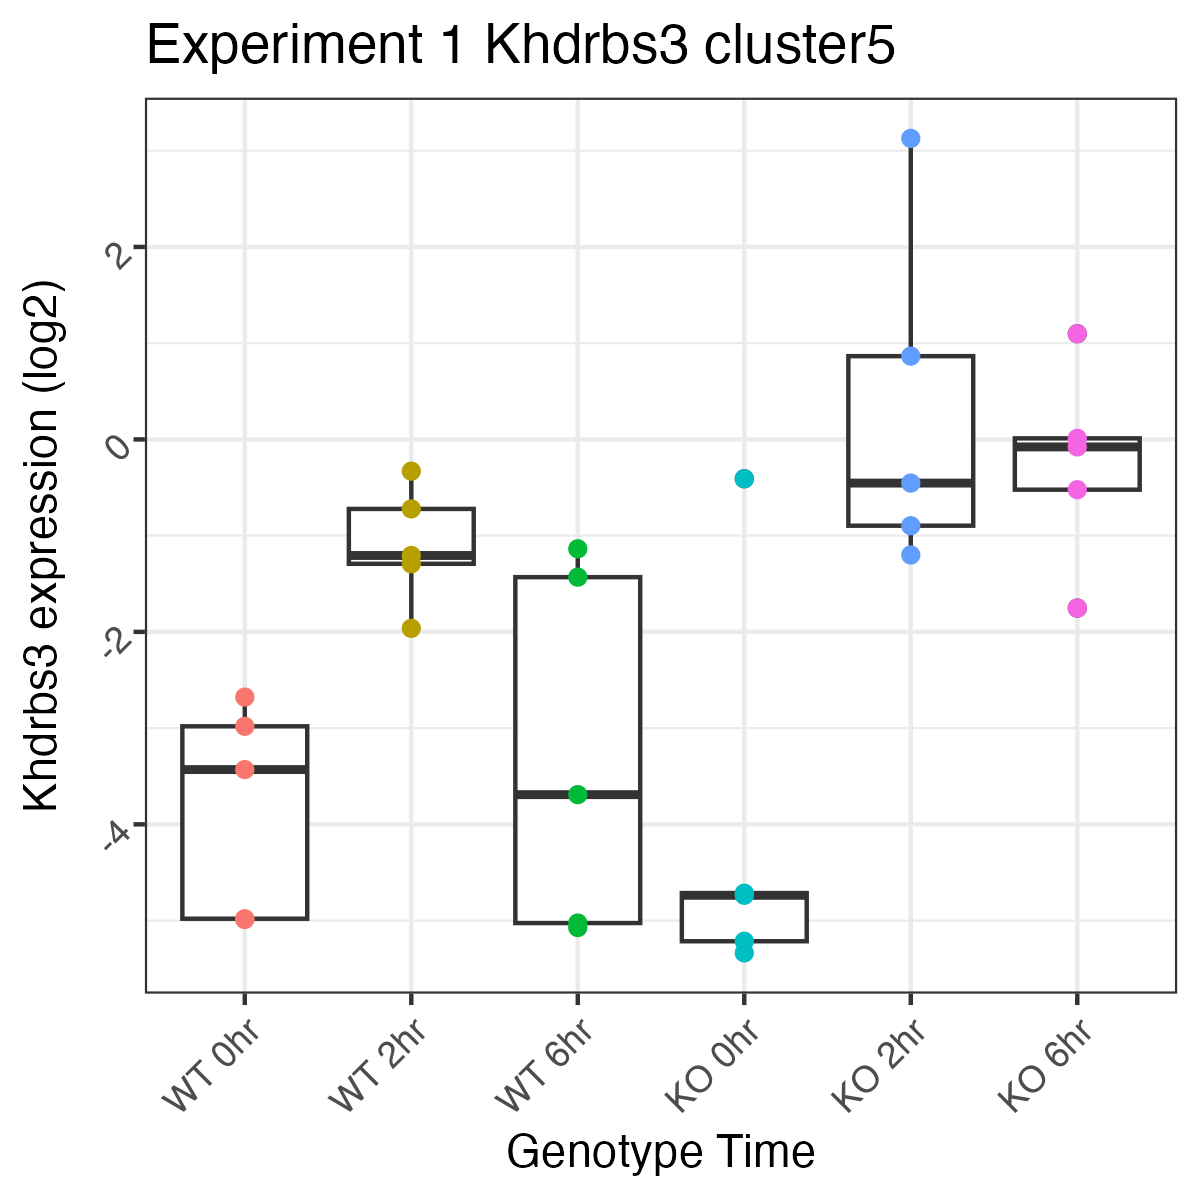 Experiment 1 Khdrbs3 cluster5
Khdrbs3 expression (log2)
2
0
-2
-4
WT 0hr
WT 2hr
WT 6hr
KO 0hr
KO 2hr
KO 6hr
Genotype Time